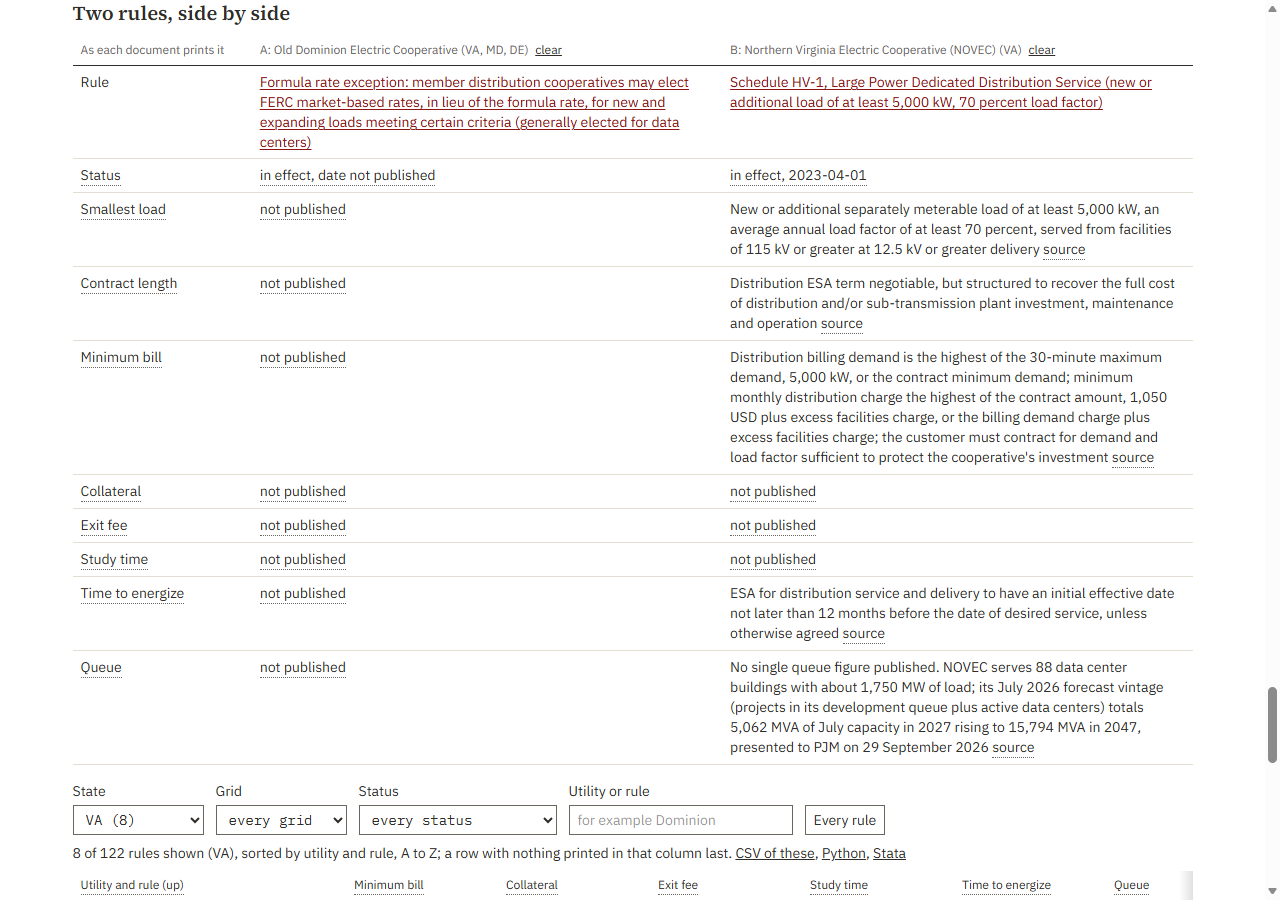 Two rules, side by side
As each document prints it A: Old Dominion Electric Cooperative (VA, MD, DE) clear B: Northern Virginia Electric Cooperative (NOVEC) (VA) clear
Rule
Formula rate exception: member distribution cooperatives may elect
FERC market-based rates, in lieu of the formula rate, for new and
expanding loads meeting certain criteria (generally elected for data
centers)
Schedule HV-1, Large Power Dedicated Distribution Service (new or
additional load of at least 5,000 kW, 70 percent load factor)
Status in effect, date not published in effect, 2023-04-01
Smallest load not published
New or additional separately meterable load of at least 5,000 kW, an
average annual load factor of at least 70 percent, served from facilities
of 115 kV or greater at 12.5 kV or greater delivery source
Contract length not published
Distribution ESA term negotiable, but structured to recover the full cost
of distribution and/or sub-transmission plant investment, maintenance
and operation source
Minimum bill not published
Distribution billing demand is the highest of the 30-minute maximum
demand, 5,000 kW, or the contract minimum demand; minimum
monthly distribution charge the highest of the contract amount, 1,050
USD plus excess facilities charge, or the billing demand charge plus
excess facilities charge; the customer must contract for demand and
load factor sufficient to protect the cooperative's investment source
Collateral not published not published
Exit fee not published not published
Study time not published not published
Time to energize not published
ESA for distribution service and delivery to have an initial effective date
not later than 12 months before the date of desired service, unless
otherwise agreed source
Queue not published
No single queue figure published. NOVEC serves 88 data center
buildings with about 1,750 MW of load; its July 2026 forecast vintage
(projects in its development queue plus active data centers) totals
5,062 MVA of July capacity in 2027 rising to 15,794 MVA in 2047,
presented to PJM on 29 September 2026 source
State Grid Status Utility or rule
VA (8) every grid every status for example Dominion Every rule
8 of 122 rules shown (VA), sorted by utility and rule, A to Z; a row with nothing printed in that column last. CSV of these, Python, Stata
Utility and rule (up) Minimum bill Collateral Exit fee Study time Time to energize Queue